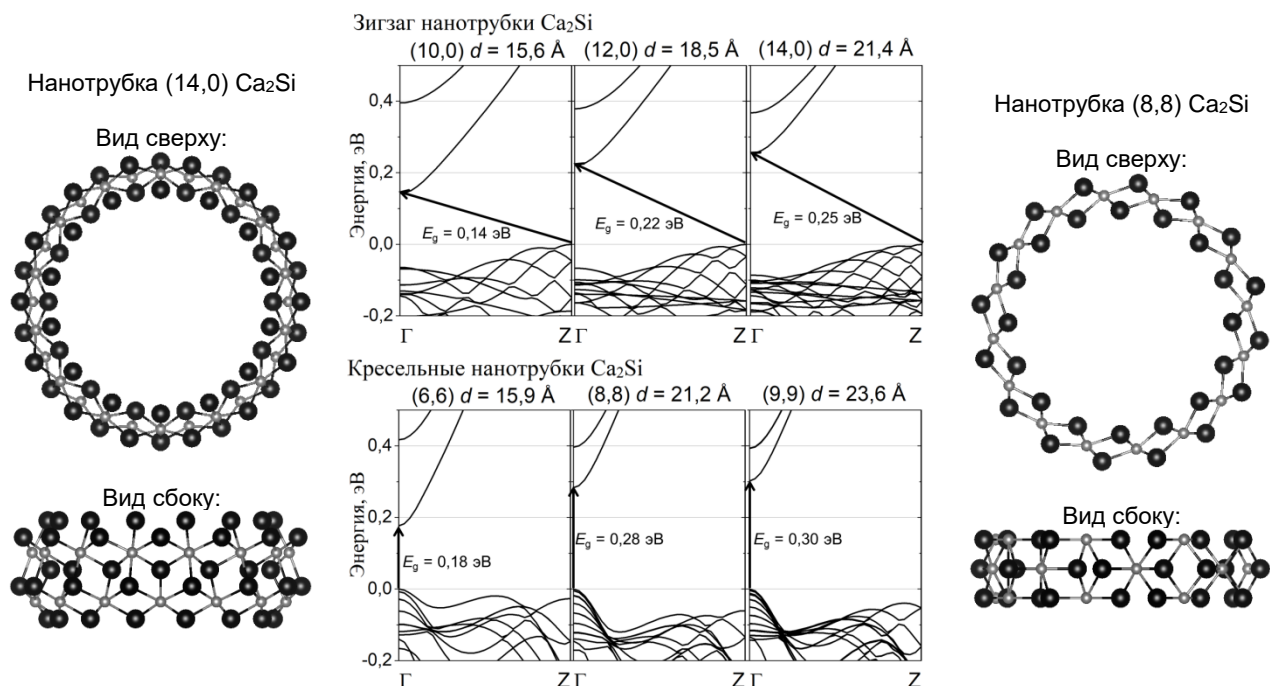 Нанотрубка (14,0) Ca₂Si
Вид сверху:
Вид сбоку:
Зигзаг нанотрубки Ca₂Si
(10,0) d = 15,6 Å
(12,0) d = 18,5 Å
(14,0) d = 21,4 Å
Энергия, эВ
0,4
0,2
0,0
-0,2
E_g = 0,14 эВ
E_g = 0,22 эВ
E_g = 0,25 эВ
Γ
Z
Кресельные нанотрубки Ca₂Si
(6,6) d = 15,9 Å
(8,8) d = 21,2 Å
(9,9) d = 23,6 Å
Энергия, эВ
0,4
0,2
0,0
-0,2
E_g = 0,18 эВ
E_g = 0,28 эВ
E_g = 0,30 эВ
Γ
Z Γ
Z Γ
Z
Нанотрубка (8,8) Ca₂Si
Вид сверху:
Вид сбоку: